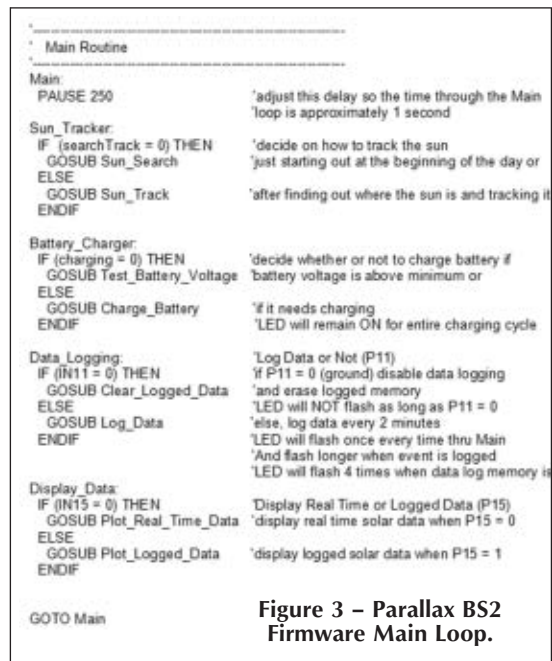 '
' Main Routine
'
Main:
PAUSE 250 'adjust this delay so the time through the Main
'loop is approximately 1 second
Sun_Tracker:
IF (searchTrack = 0) THEN 'decide on how to track the sun
GOSUB Sun_Search 'just starting out at the beginning of the day or
ELSE
GOSUB Sun_Track 'after finding out where the sun is and tracking it
ENDIF
Battery_Charger:
IF (charging = 0) THEN 'decide whether or not to charge battery if
GOSUB Test_Battery_Voltage 'battery voltage is above minimum or
ELSE
GOSUB Charge_Battery 'if it needs charging
ENDIF 'LED will remain ON for entire charging cycle
Data_Logging: 'Log Data or Not (P11)
IF (IN11 = 0) THEN 'if P11 = 0 (ground) disable data logging
GOSUB Clear_Logged_Data 'and erase logged memory
ELSE 'LED will NOT flash as long as P11 = 0
GOSUB Log_Data 'else, log data every 2 minutes
ENDIF 'LED will flash once every time thru Main
'And flash longer when event is logged
'LED will flash 4 times when data log memory is
Display_Data:
IF (IN15 = 0) THEN 'Display Real Time or Logged Data (P15)
GOSUB Plot_Real_Time_Data 'display real time solar data when P15 = 0
ELSE
GOSUB Plot_Logged_Data 'display logged solar data when P15 = 1
ENDIF
GOTO Main
Figure 3 – Parallax BS2
Firmware Main Loop.